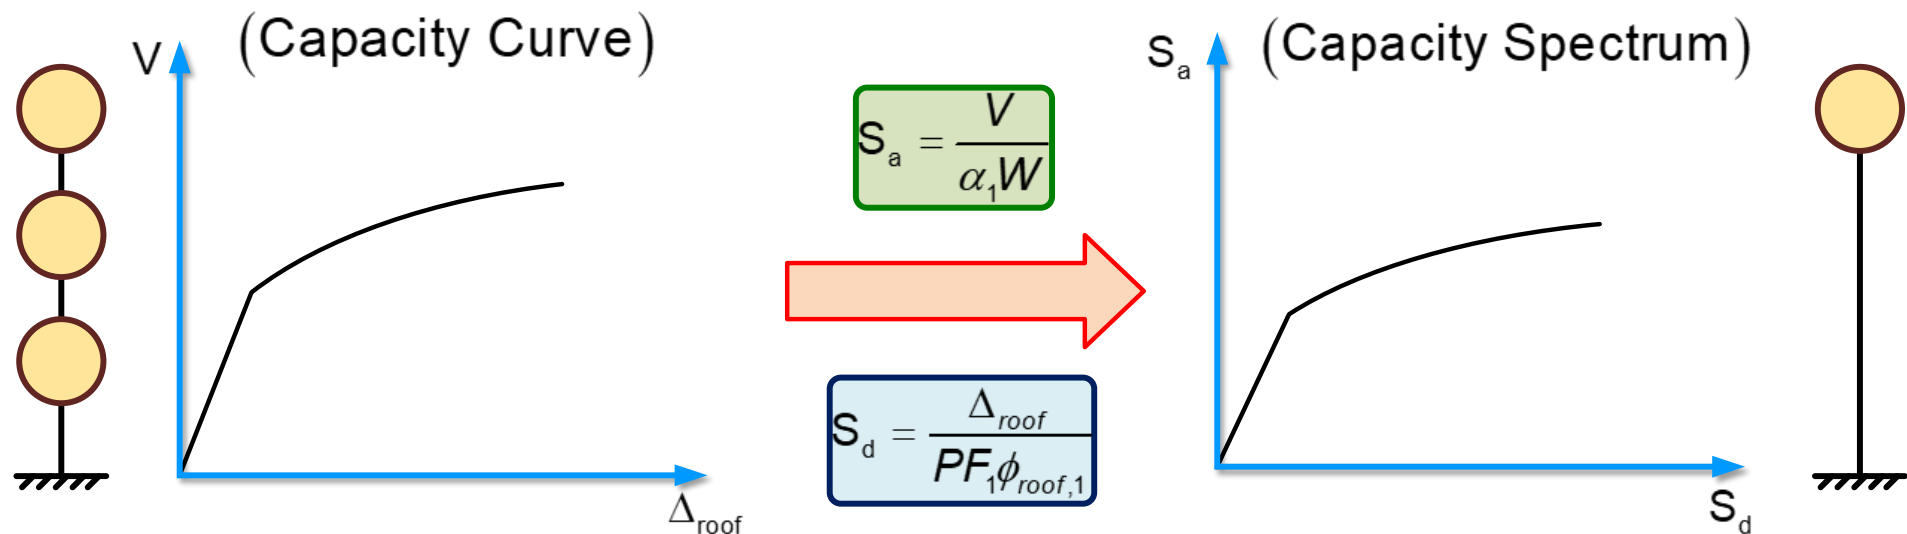 V
(Capacity Curve)
Δroof
Sa = V / α1W
Sd = Δroof / PF1ϕroof,1
Sa
(Capacity Spectrum)
Sd